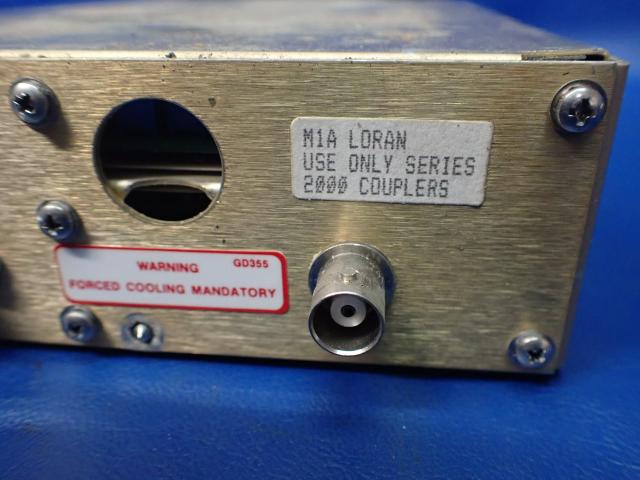 M1A LORAN
USE ONLY SERIES
2000 COUPLERS
WARNING GD355
FORCED COOLING MANDATORY